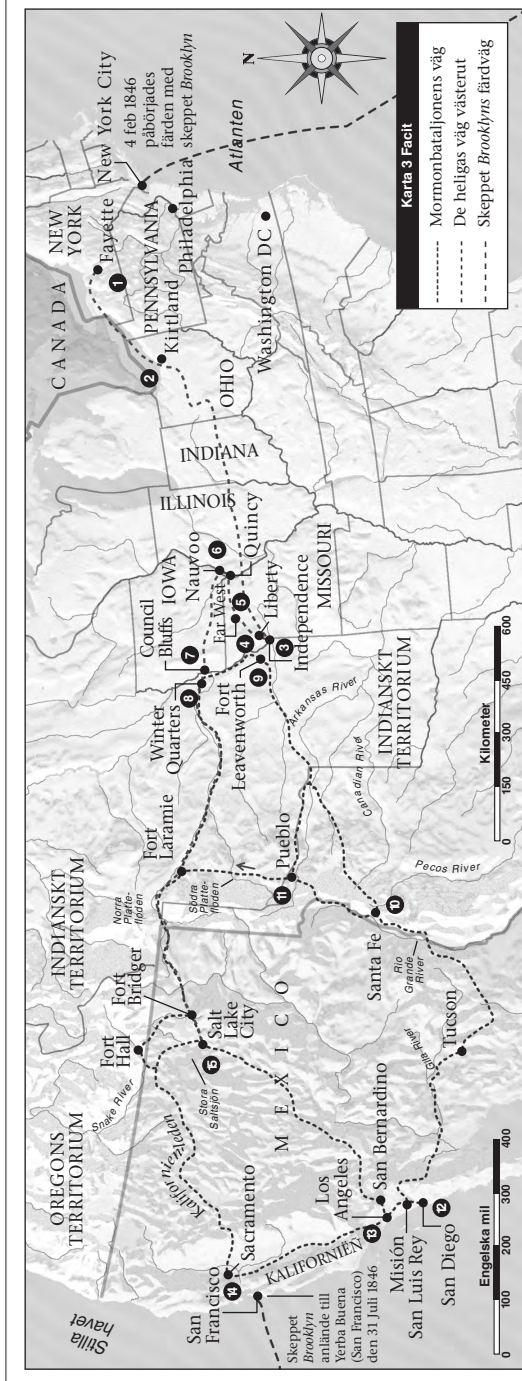 Stilla
havet
OREGONS
TERRITORIUM
Snake River
Fort
Hall
Fort
Bridger
INDIANSKT
TERRITORIUM
Norra
Platte-
floden
Fort
Laramie
Södra
Platte-
floden
Winter
Quarters
8
Council
Bluffs
7
IOWA
Nauvoo
6
Quincy
Far West
5
4
Liberty
3
Independence
MISSOURI
Fort
Leavenworth
9
ILLINOIS
INDIANA
OHIO
2
Kirtland
CANADA
NEW
YORK
Fayette
1
PENNSYLVANIA
Philadelphia
New York City
4 feb 1846
påbörjades
färden med
skeppet Brooklyn
Atlanten
Washington DC
N
Kalifornienleden
Salt
Lake
City
15
Stora
Saltsjön
MEXICO
Pueblo
11
Arkansas River
Canadian River
INDIANSKT
TERRITORIUM
Pecos River
Santa Fe
10
Rio
Grande
River
Tucson
Gila River
San
Francisco
14
Sacramento
KALIFORNIEN
Skeppet
Brooklyn
anlände till
Yerba Buena
(San Francisco)
den 31 Juli 1846
Los
Angeles
13
San Bernardino
Misión
San Luis Rey
San Diego
12
Engelska mil
0 100 200 300 400
Kilometer
0 150 300 450 600
Karta 3 Facit
Mormonbataljonens väg
De heligas väg västerut
Skeppet Brooklyns färdväg